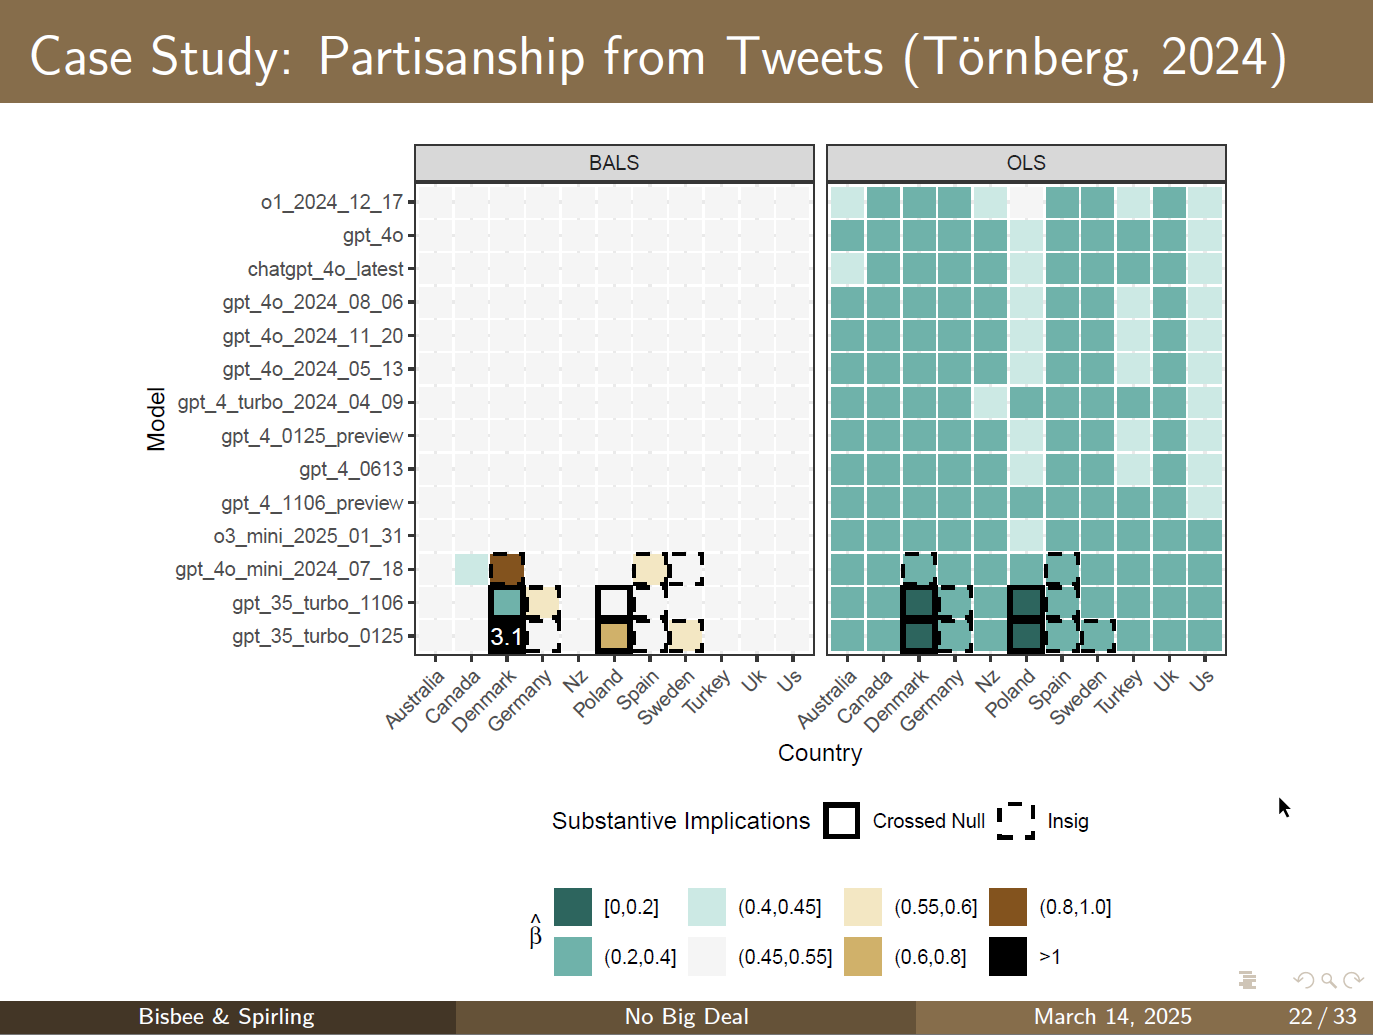 Case Study: Partisanship from Tweets (Törnberg, 2024)
BALS
OLS
Model
o1_2024_12_17
gpt_4o
chatgpt_4o_latest
gpt_4o_2024_08_06
gpt_4o_2024_11_20
gpt_4o_2024_05_13
gpt_4_turbo_2024_04_09
gpt_4_0125_preview
gpt_4_0613
gpt_4_1106_preview
o3_mini_2025_01_31
gpt_4o_mini_2024_07_18
gpt_35_turbo_1106
gpt_35_turbo_0125
3.1
Australia
Canada
Denmark
Germany
Nz
Poland
Spain
Sweden
Turkey
Uk
Us
Australia
Canada
Denmark
Germany
Nz
Poland
Spain
Sweden
Turkey
Uk
Us
Country
Substantive Implications Crossed Null Insig
β̂
[0,0.2] (0.4,0.45] (0.55,0.6] (0.8,1.0]
(0.2,0.4] (0.45,0.55] (0.6,0.8] >1
Bisbee & Spirling No Big Deal March 14, 2025 22 / 33